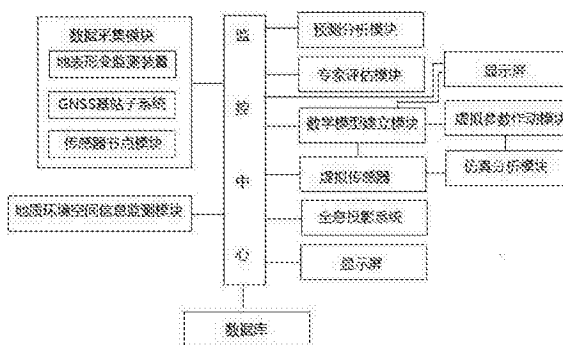 数据采集模块
地表形变监测装置
GNSS基站子系统
传感器节点模块
地质环境空间信息监测模块
监
控
中
心
数据库
预测分析模块
专家评估模块
显示屏
数字模型建立模块
虚拟参数作动模块
虚拟传感器
仿真分析模块
全息投影系统
显示屏